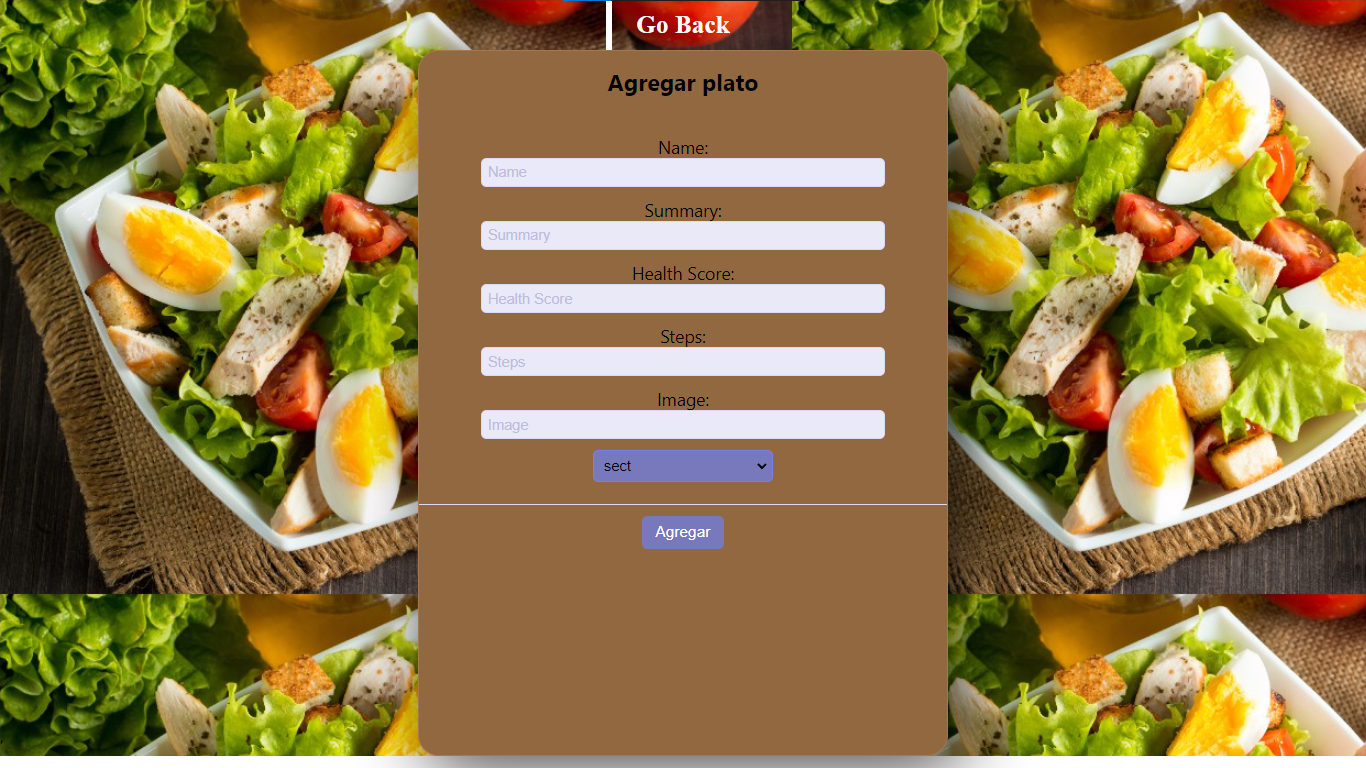 Go Back
Agregar plato
Name:
Name
Summary:
Summary
Health Score:
Health Score
Steps:
Steps
Image:
Image
sect
Agregar